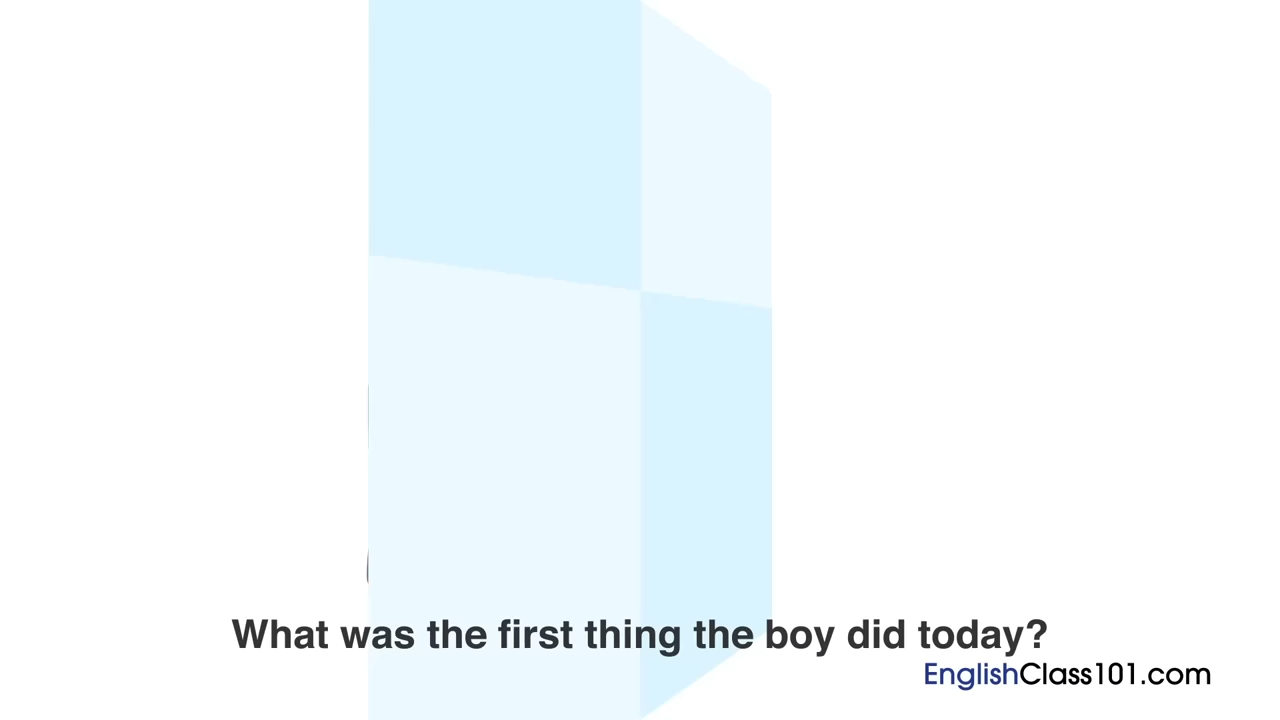 What was the first thing the boy did today?
EnglishClass101.com